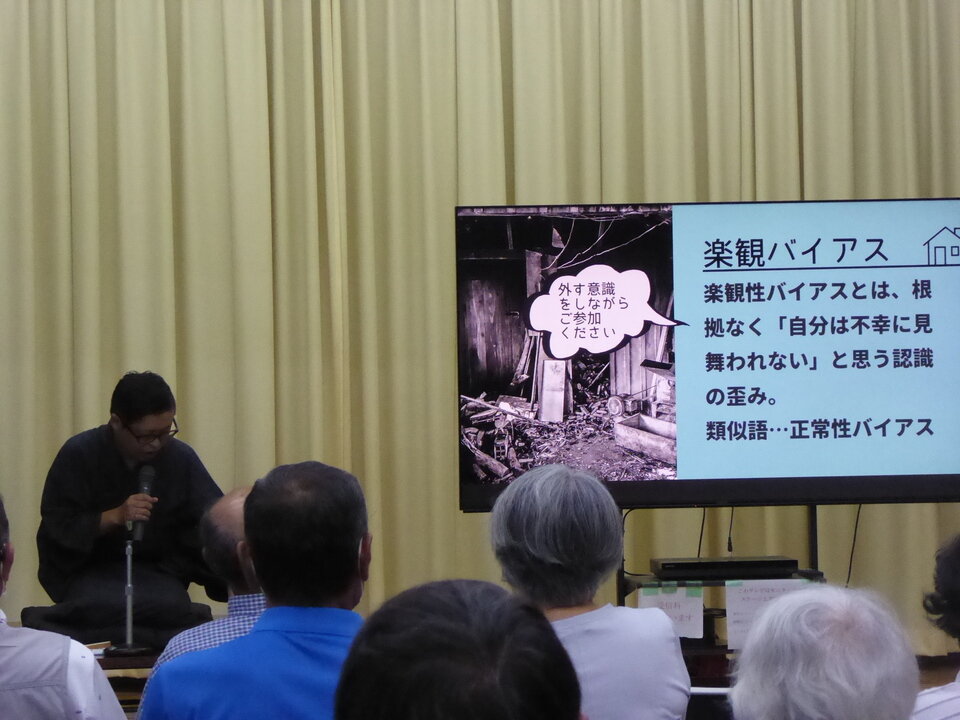 外す意識
をしながら
ご参加
ください
楽観バイアス
楽観性バイアスとは、根
拠なく「自分は不幸に見
舞われない」と思う認識
の歪み。
類似語…正常性バイアス